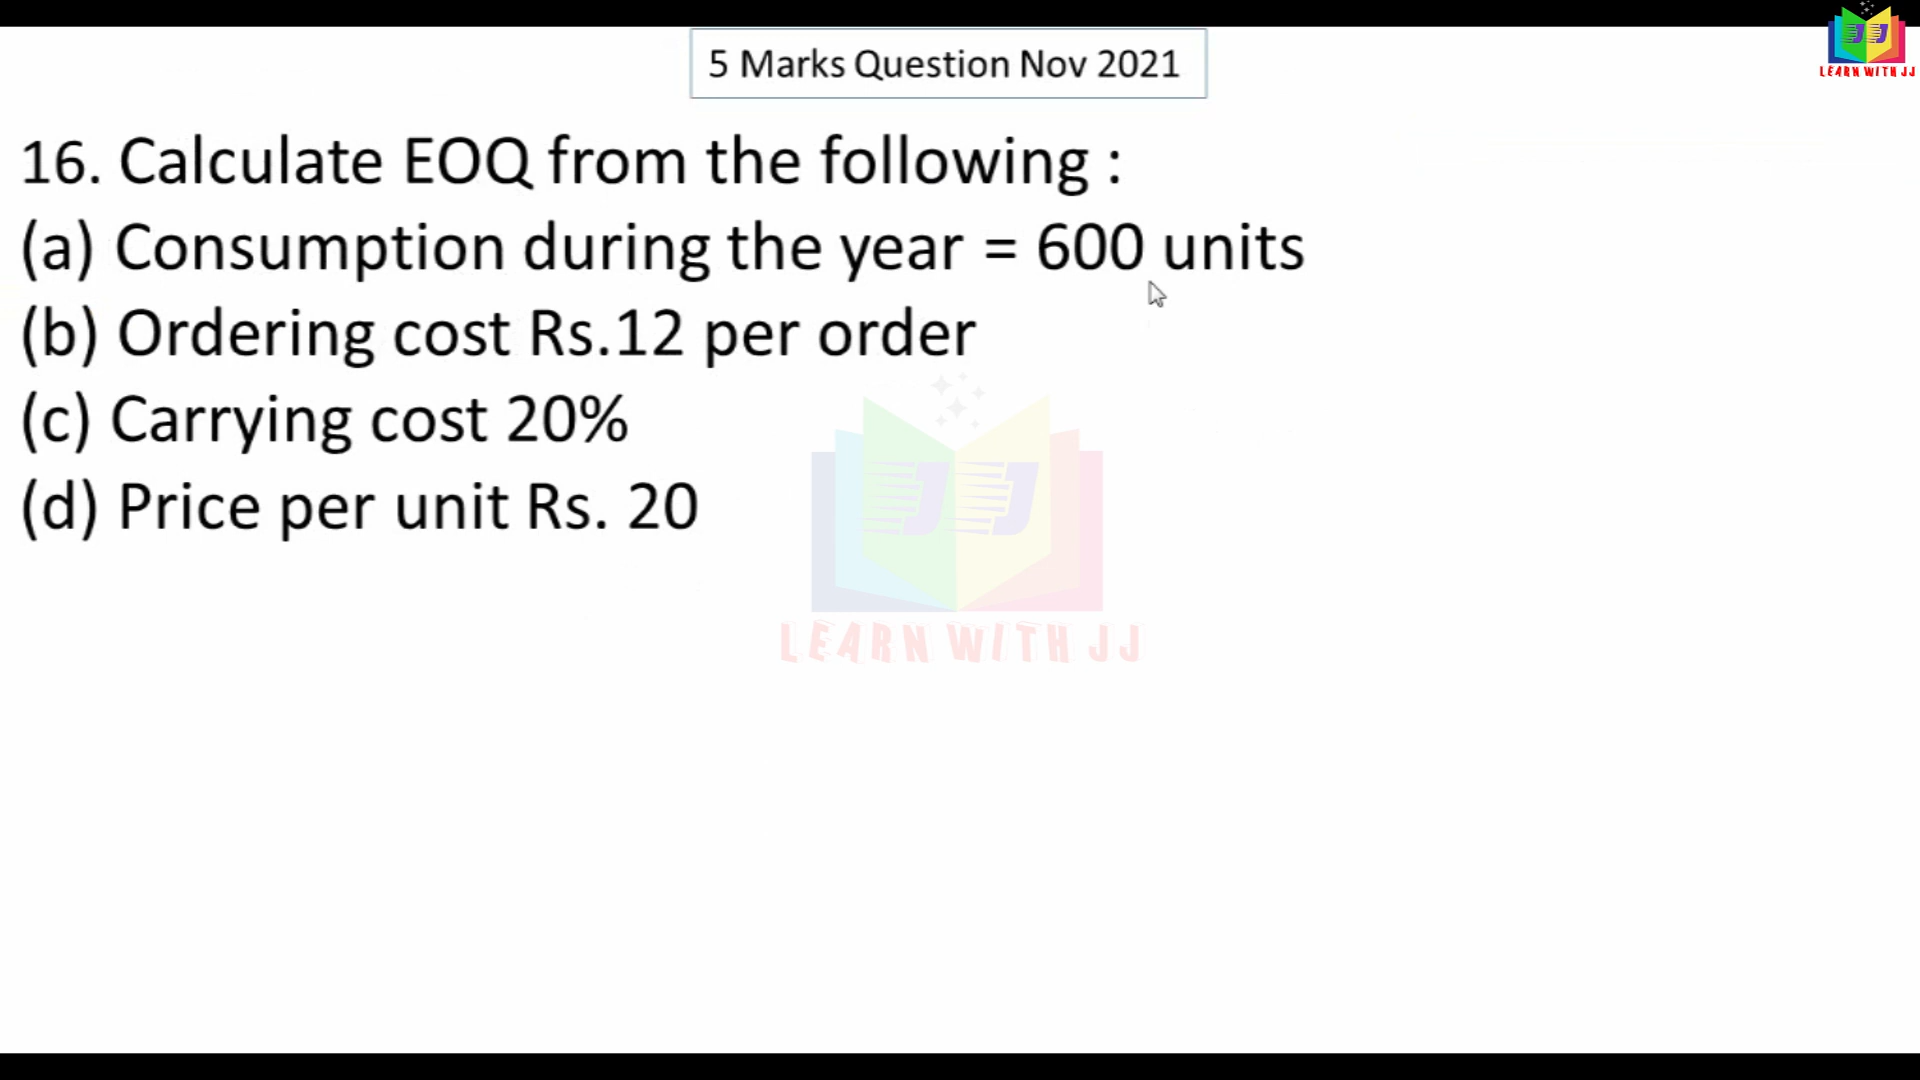 5 Marks Question Nov 2021
LEARN WITH JJ
16. Calculate EOQ from the following :
(a) Consumption during the year = 600 units
(b) Ordering cost Rs.12 per order
(c) Carrying cost 20%
(d) Price per unit Rs. 20
JJ
LEARN WITH JJ